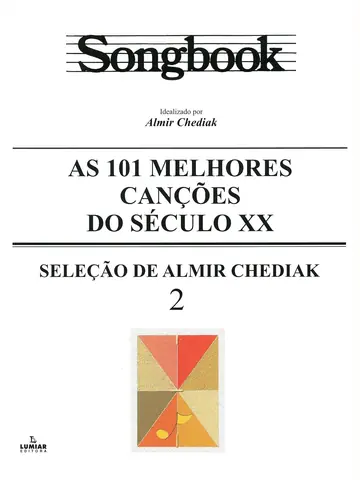 Songbook
Idealizado por
Almir Chediak
AS 101 MELHORES
CANÇÕES
DO SÉCULO XX
SELEÇÃO DE ALMIR CHEDIAK
2
LUMIAR
EDITORA